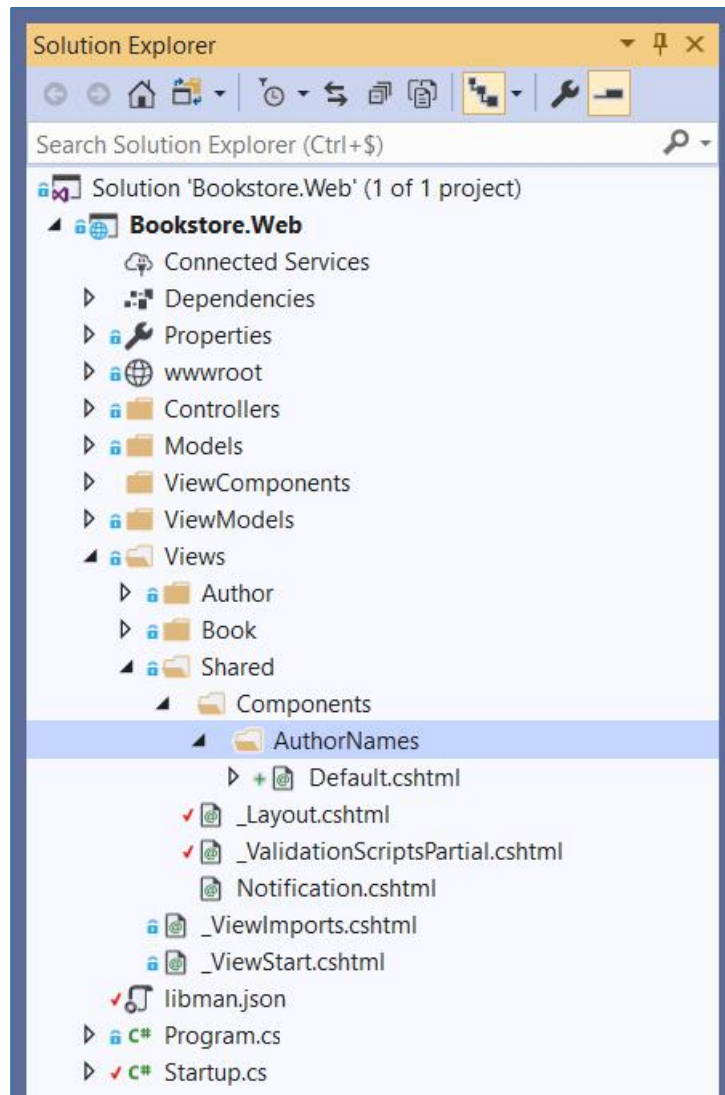 Solution Explorer
Search Solution Explorer (Ctrl+$)
Solution 'Bookstore.Web' (1 of 1 project)
Bookstore.Web
Connected Services
Dependencies
Properties
wwwroot
Controllers
Models
ViewComponents
ViewModels
Views
Author
Book
Shared
Components
AuthorNames
Default.cshtml
_Layout.cshtml
_ValidationScriptsPartial.cshtml
Notification.cshtml
_ViewImports.cshtml
_ViewStart.cshtml
libman.json
C# Program.cs
C# Startup.cs